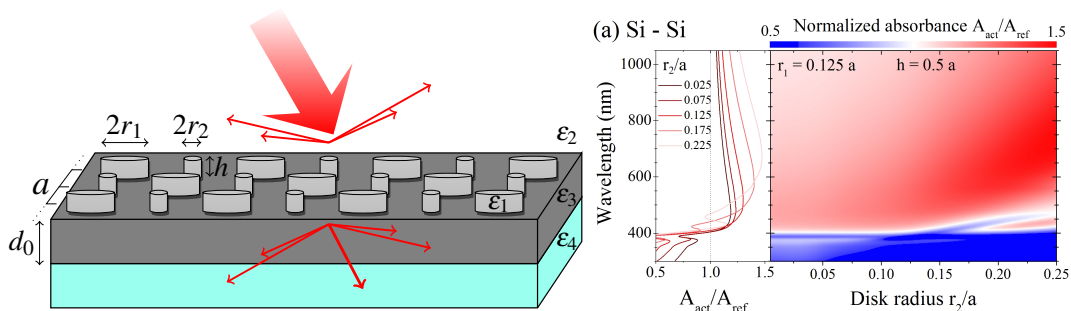 2r1
2r2
h
a
d0
ε1
ε2
ε3
ε4
(a) Si - Si
Normalized absorbance Aact/Aref
0.5
1.5
r2/a
0.025
0.075
0.125
0.175
0.225
r1 = 0.125 a
h = 0.5 a
Wavelength (nm)
1000
800
600
400
0.5
1.0
1.5
Aact/Aref
0.05
0.10
0.15
0.20
0.25
Disk radius r2/a